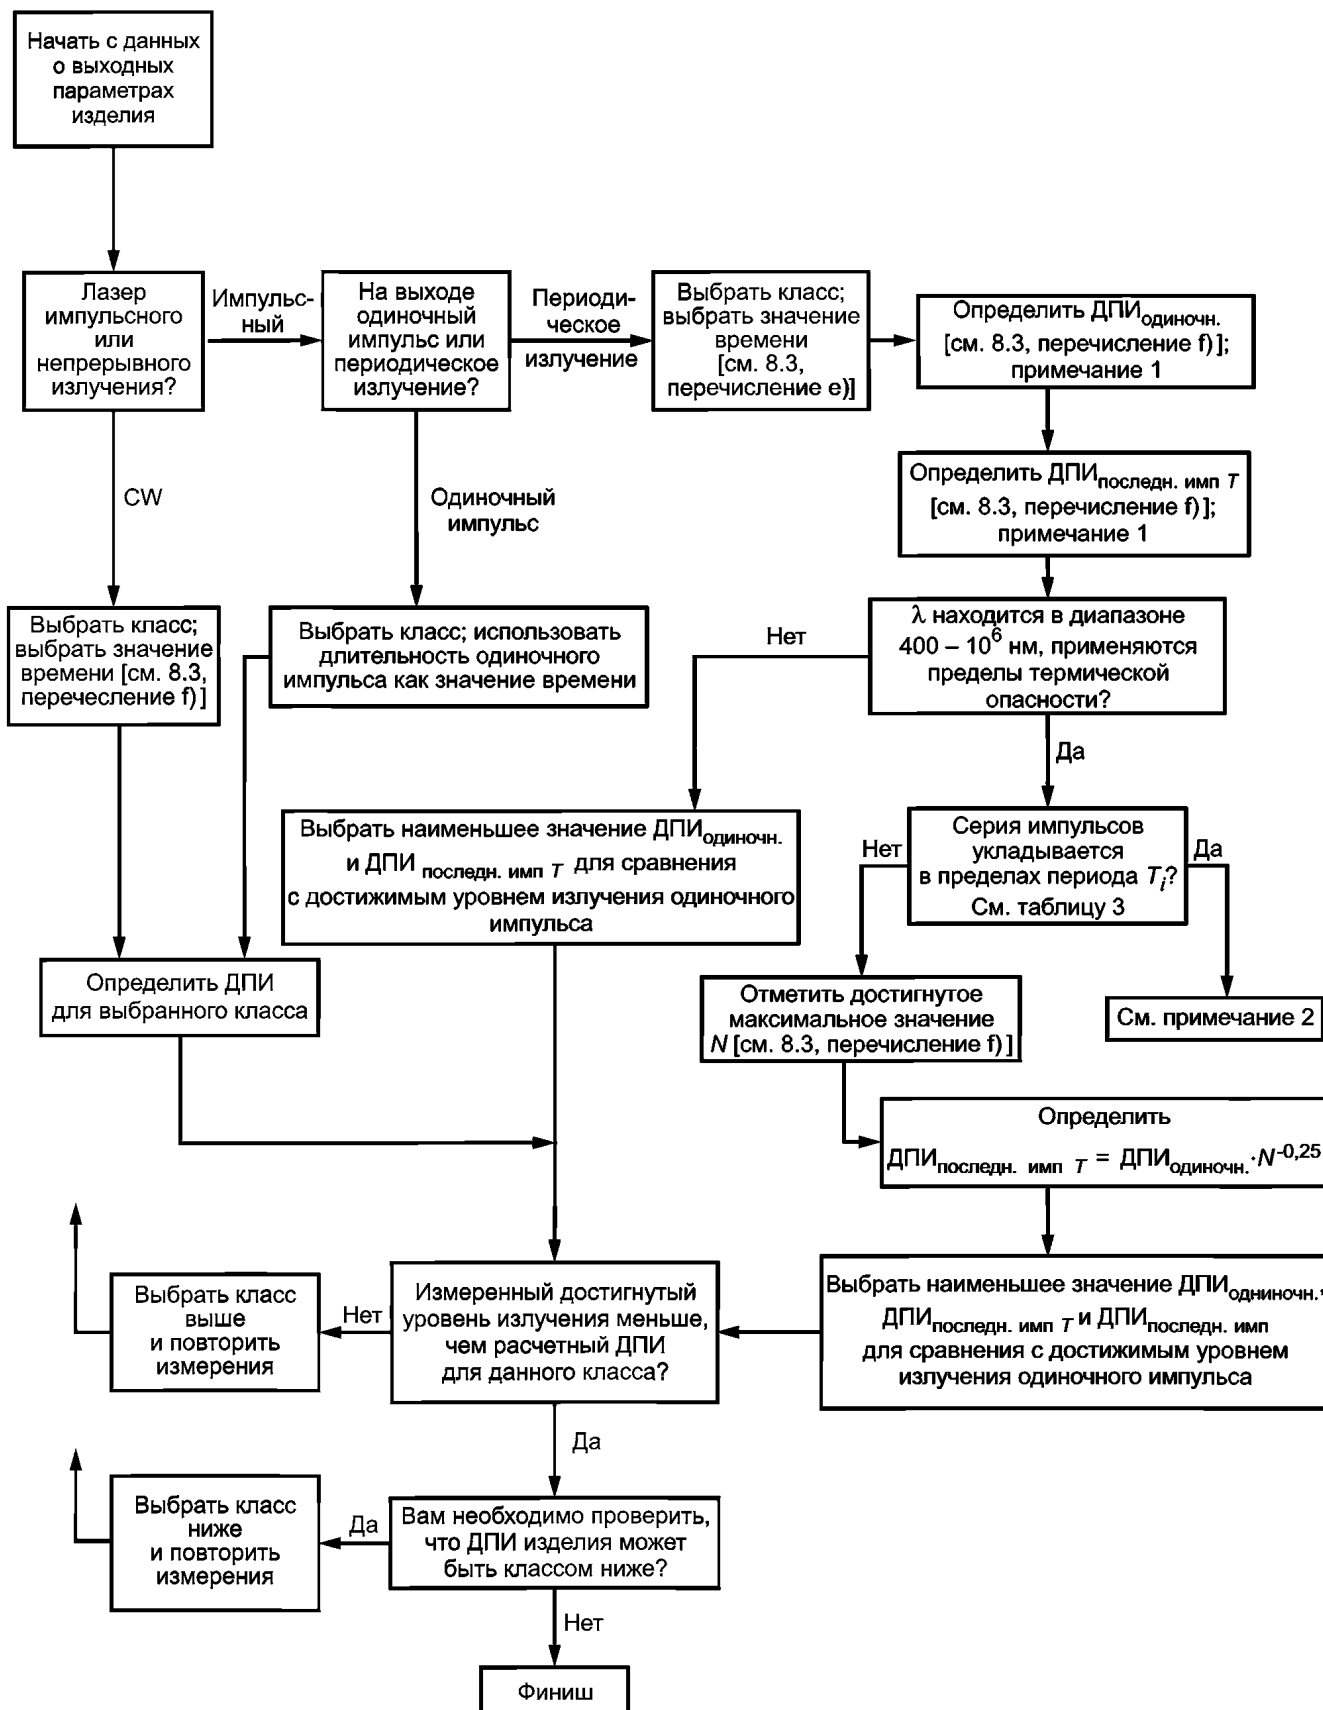 Начать с данных
о выходных
параметрах
изделия
Лазер
импульсного
или
непрерывного
излучения?
Импульс-
ный
На выходе
одиночный
импульс или
периодическое
излучение?
Периоди-
ческое
излучение
Выбрать класс;
выбрать значение
времени
[см. 8.3,
перечисление e)]
Определить ДПИодиночн.
[см. 8.3, перечисление f)];
примечание 1
CW
Одиночный
импульс
Определить ДПИпоследн. имп T
[см. 8.3, перечисление f)];
примечание 1
Выбрать класс;
выбрать значение
времени [см. 8.3,
перечесление f)]
Выбрать класс; использовать
длительность одиночного
импульса как значение времени
Нет
λ находится в диапазоне
400 – 10⁶ нм, применяются
пределы термической
опасности?
Да
Выбрать наименьшее значение ДПИодиночн.
и ДПИ последн. имп T для сравнения
с достижимым уровнем излучения одиночного
импульса
Нет
Серия импульсов
укладывается
в пределах периода Ti?
См. таблицу 3
Да
Определить ДПИ
для выбранного класса
Отметить достигнутое
максимальное значение
N [см. 8.3, перечисление f)]
См. примечание 2
Определить
ДПИпоследн. имп T = ДПИодиночн.·N⁻⁰,²⁵
Выбрать класс
выше
и повторить
измерения
Нет
Измеренный достигнутый
уровень излучения меньше,
чем расчетный ДПИ
для данного класса?
Выбрать наименьшее значение ДПИодниночн.,
ДПИпоследн. имп T и ДПИпоследн. имп
для сравнения с достижимым уровнем
излучения одиночного импульса
Да
Выбрать класс
ниже
и повторить
измерения
Да
Вам необходимо проверить,
что ДПИ изделия может
быть классом ниже?
Нет
Финиш